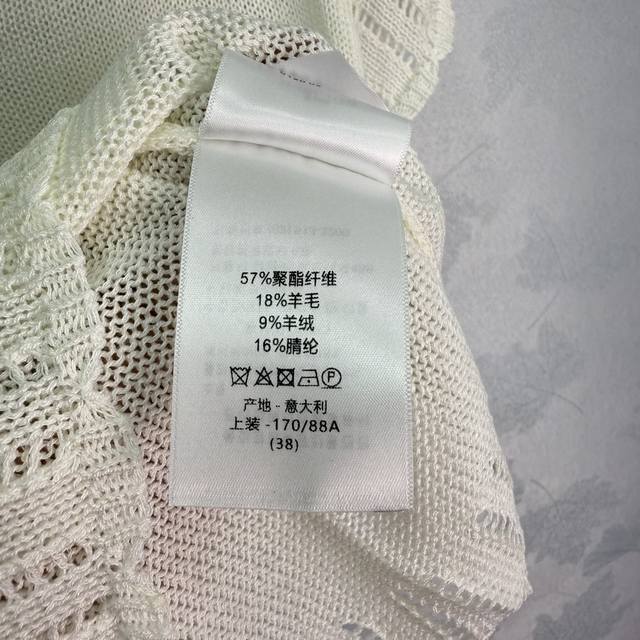 57%聚酯纤维
18%羊毛
9%羊绒
16%腈纶
产地 - 意大利
上装 -170/88A
(38)